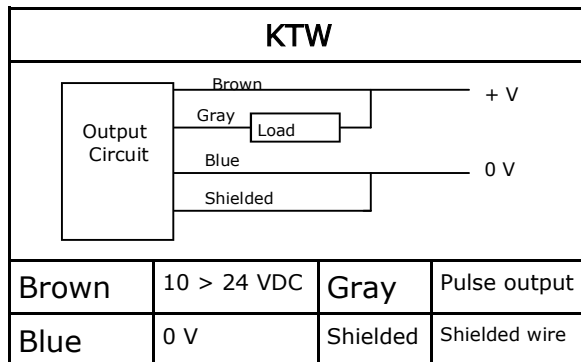 KTW
Brown
+ V
Gray
Load
Output
Circuit
Blue
0 V
Shielded
Brown 10 > 24 VDC Gray Pulse output
Blue 0 V Shielded Shielded wire